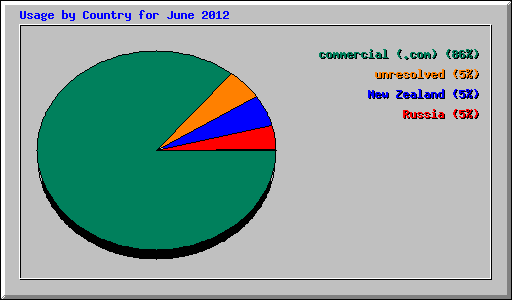 Usage by Country for June 2012
commercial (.com) (86%)
unresolved (5%)
New Zealand (5%)
Russia (5%)